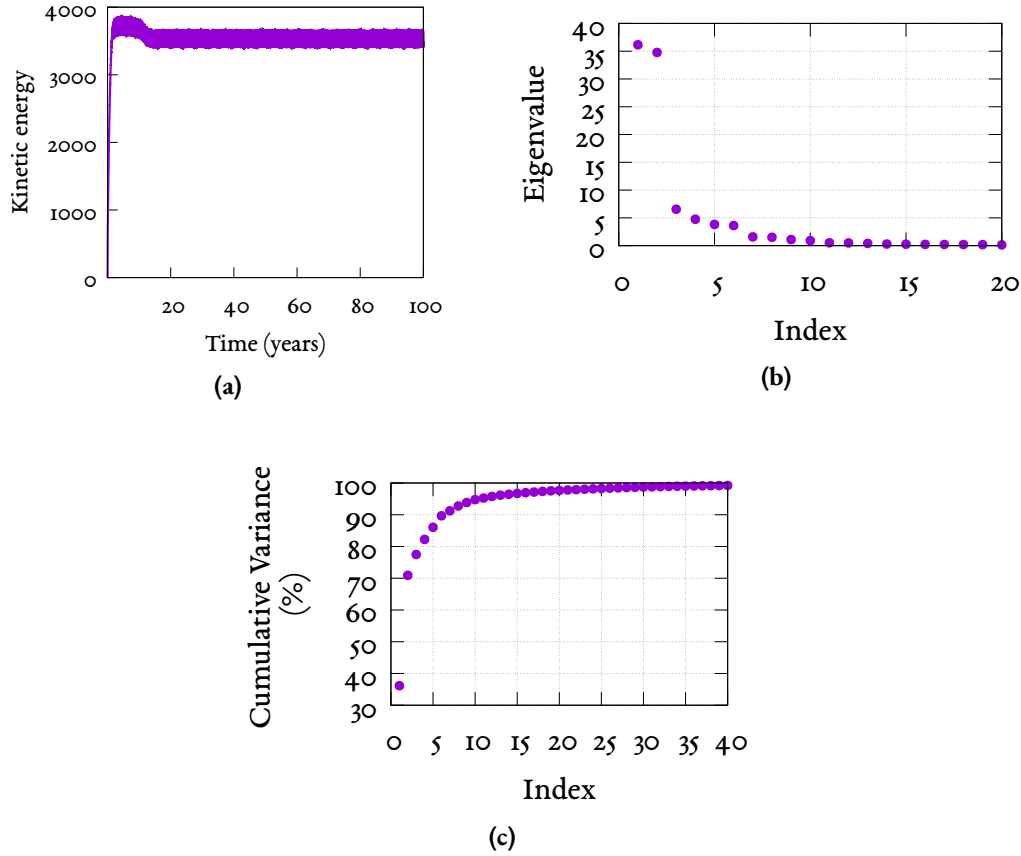 4000
3000
2000
1000
0
Kinetic energy
20 40 60 80 100
Time (years)
(a)
40
35
30
25
20
15
10
5
0
Eigenvalue
0 5 10 15 20
Index
(b)
100
90
80
70
60
50
40
30
Cumulative Variance
(%)
0 5 10 15 20 25 30 35 40
Index
(c)